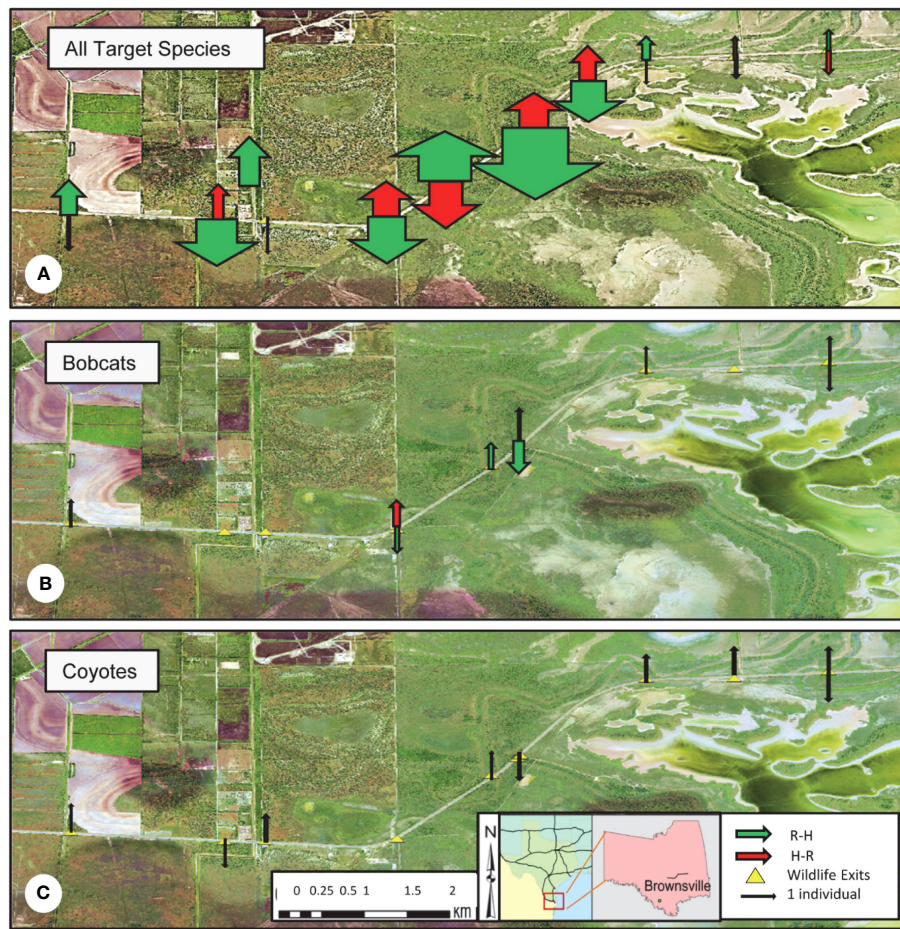 All Target Species
A
Bobcats
B
Coyotes
C
0 0.25 0.5 1 1.5 2
km
N
Brownsville
R-H
H-R
Wildlife Exits
1 individual